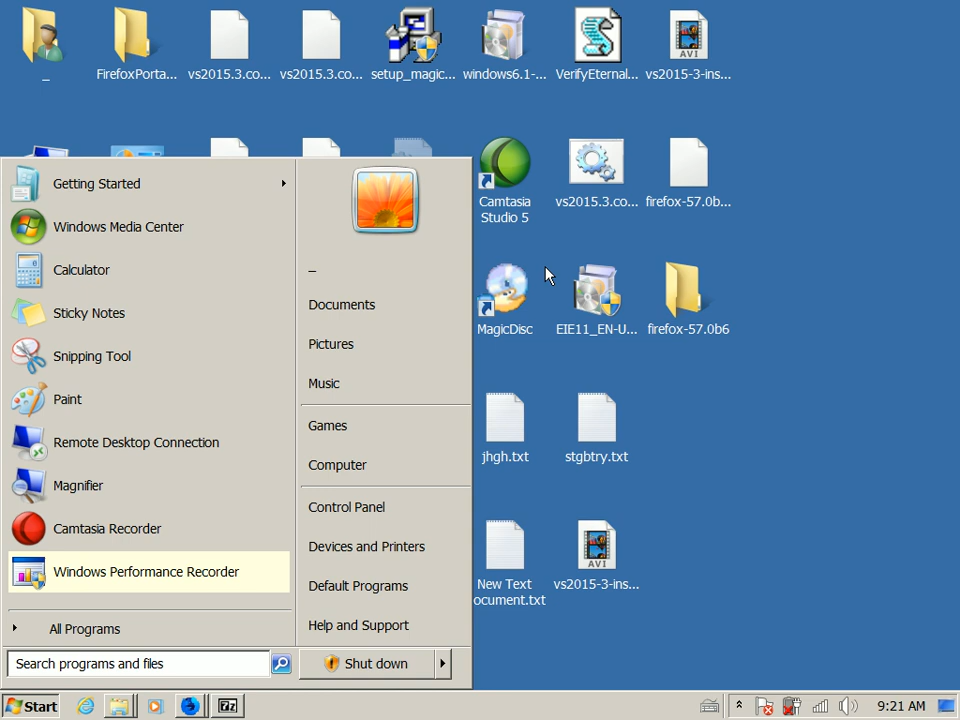 _
FirefoxPorta...
vs2015.3.co...
vs2015.3.co...
setup_magic...
windows6.1-...
VerifyEternal...
vs2015-3-ins...
AVI
Camtasia
Studio 5
vs2015.3.co...
firefox-57.0b...
MagicDisc
EIE11_EN-U...
firefox-57.0b6
jhgh.txt
stgbtry.txt
New Text
ocument.txt
AVI
vs2015-3-ins...
Getting Started
Windows Media Center
Calculator
Sticky Notes
Snipping Tool
Paint
Remote Desktop Connection
Magnifier
Camtasia Recorder
Windows Performance Recorder
All Programs
Search programs and files
_
Documents
Pictures
Music
Games
Computer
Control Panel
Devices and Printers
Default Programs
Help and Support
Shut down
Start
7z
9:21 AM